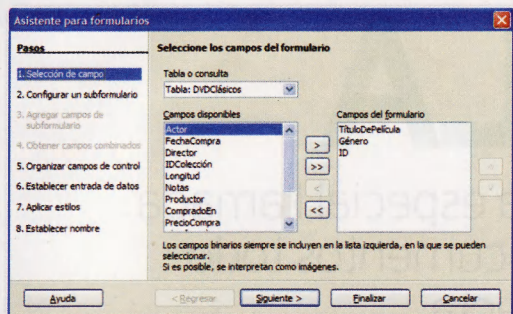 Asistente para formularios
Pasos
1. Selección de campo
2. Configurar un subformulario
3. Agregar campos de
subformulario
4. Obtener campos combinados
5. Organizar campos de control
6. Establecer entrada de datos
7. Aplicar estilos
8. Establecer nombre
Seleccione los campos del formulario
Tabla o consulta
Tabla: DVDClásicos
Campos disponibles
Actor
FechaCompra
Director
IDColección
Longitud
Notas
Productor
CompradoEn
PrecioCompra
>
>>
<
<<
Campos del formulario
TítuloDePelícula
Género
ID
Los campos binarios siempre se incluyen en la lista izquierda, en la que se pueden
seleccionar.
Si es posible, se interpretan como imágenes.
Ayuda
< Regresar
Siguiente >
Finalizar
Cancelar